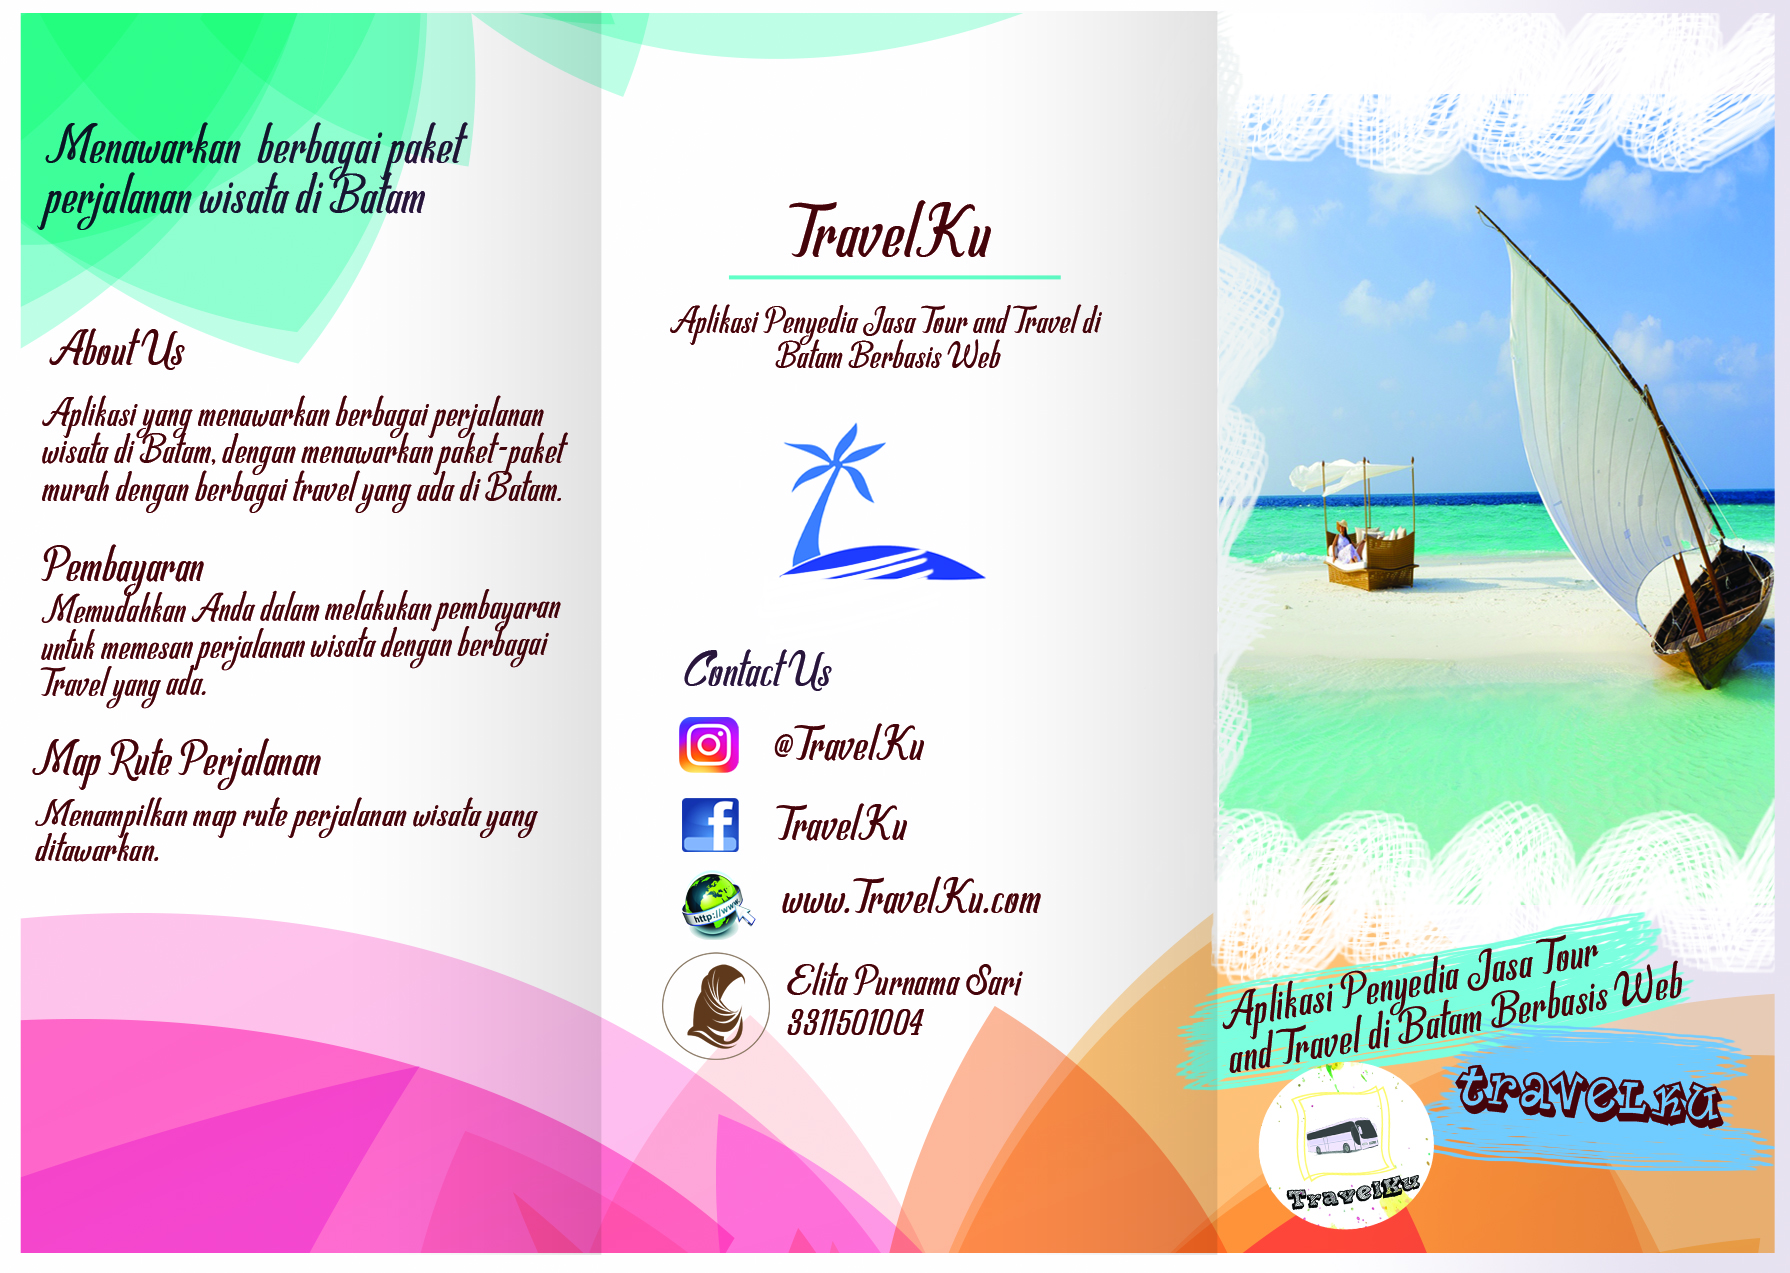 Menawarkan berbagai paket
perjalanan wisata di Batam
About Us
Aplikasi yang menawarkan berbagai perjalanan
wisata di Batam, dengan menawarkan paket-paket
murah dengan berbagai travel yang ada di Batam.
Pembayaran
Memudahkan Anda dalam melakukan pembayaran
untuk memesan perjalanan wisata dengan berbagai
Travel yang ada.
Map Rute Perjalanan
Menampilkan map rute perjalanan wisata yang
ditawarkan.
TravelKu
Aplikasi Penyedia Jasa Tour and Travel di
Batam Berbasis Web
Contact Us
@TravelKu
TravelKu
http://www.
www.TravelKu.com
Elita Purnama Sari
3311501004
Aplikasi Penyedia Jasa Tour
and Travel di Batam Berbasis Web
travelku
TravelKu